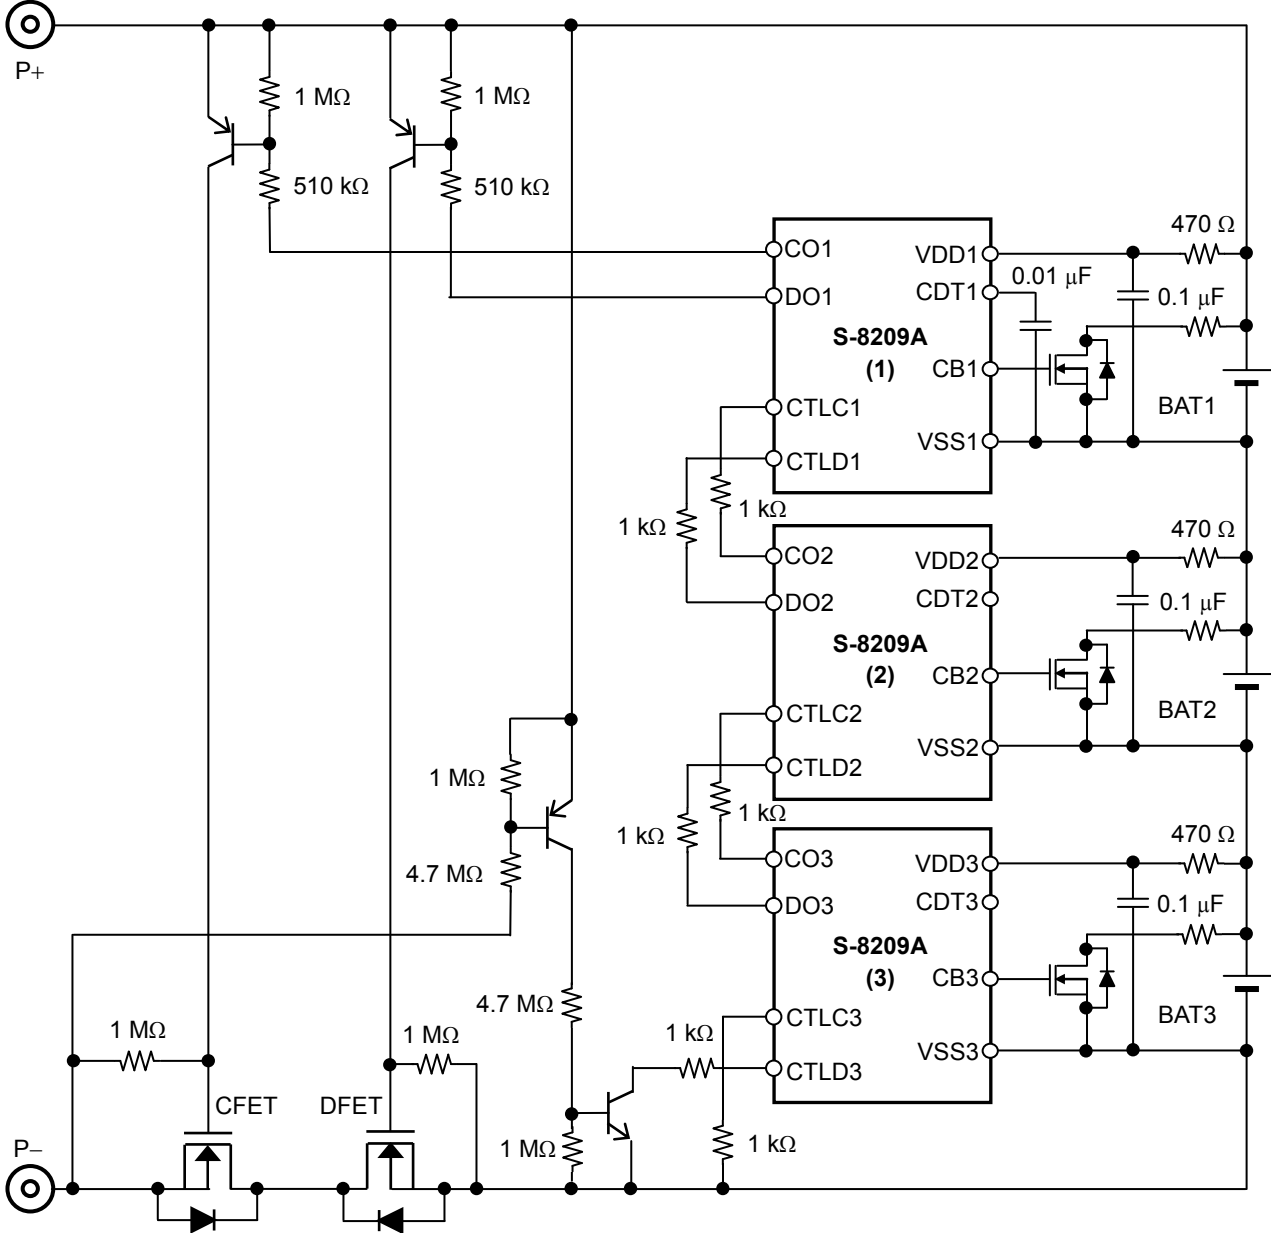 P+
1 MΩ
1 MΩ
510 kΩ
510 kΩ
CO1
DO1
S-8209A
(1)
CTLC1
CTLD1
VDD1
CDT1
CB1
VSS1
470 Ω
0.01 μF
0.1 μF
BAT1
1 kΩ
1 kΩ
CO2
DO2
S-8209A
(2)
CTLC2
CTLD2
VDD2
CDT2
CB2
VSS2
470 Ω
0.1 μF
BAT2
1 MΩ
4.7 MΩ
1 kΩ
1 kΩ
CO3
DO3
S-8209A
(3)
CTLC3
CTLD3
VDD3
CDT3
CB3
VSS3
470 Ω
0.1 μF
BAT3
4.7 MΩ
1 MΩ
1 MΩ
1 kΩ
CFET
DFET
1 MΩ
1 kΩ
P−